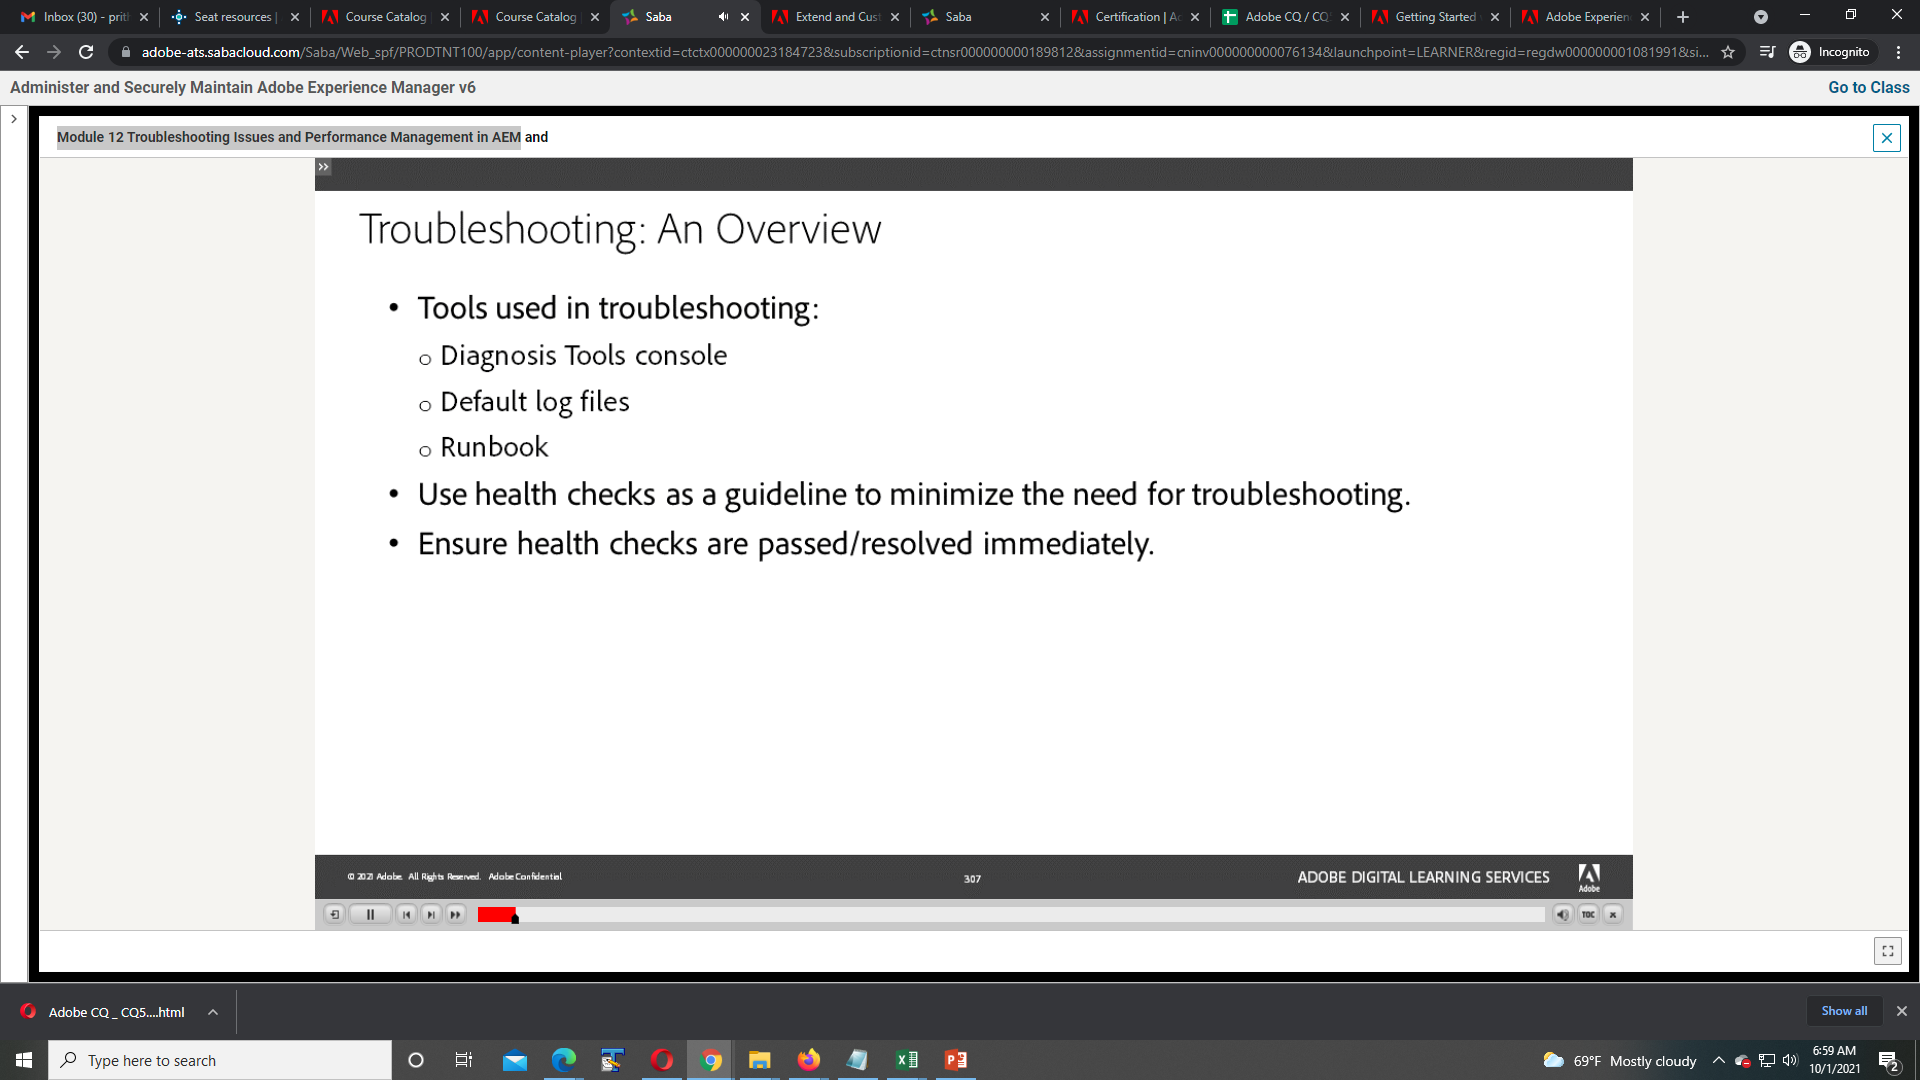 Inbox (30) - prith
Seat resources |
Course Catalog
Course Catalog
Saba
Extend and Cust
Saba
Certification | Ac
Adobe CQ / CQ5
Getting Started
Adobe Experien
adobe-ats.sabacloud.com/Saba/Web_spf/PRODTNT100/app/content-player?contextid=ctctx000000023184723&subscriptionid=ctnsr0000000000189812&assignmentid=cninv000000000076134&launchpoint=LEARNER&regid=regdw000000001081991&si...
Incognito
Administer and Securely Maintain Adobe Experience Manager v6
Go to Class
Module 12 Troubleshooting Issues and Performance Management in AEM and
Troubleshooting: An Overview
• Tools used in troubleshooting:
o Diagnosis Tools console
o Default log files
o Runbook
• Use health checks as a guideline to minimize the need for troubleshooting.
• Ensure health checks are passed/resolved immediately.
© 2021 Adobe. All Rights Reserved. Adobe Confidential
307
ADOBE DIGITAL LEARNING SERVICES
Adobe
TOC
Adobe CQ _ CQ5....html
Show all
Type here to search
69°F Mostly cloudy
6:59 AM
10/1/2021
2